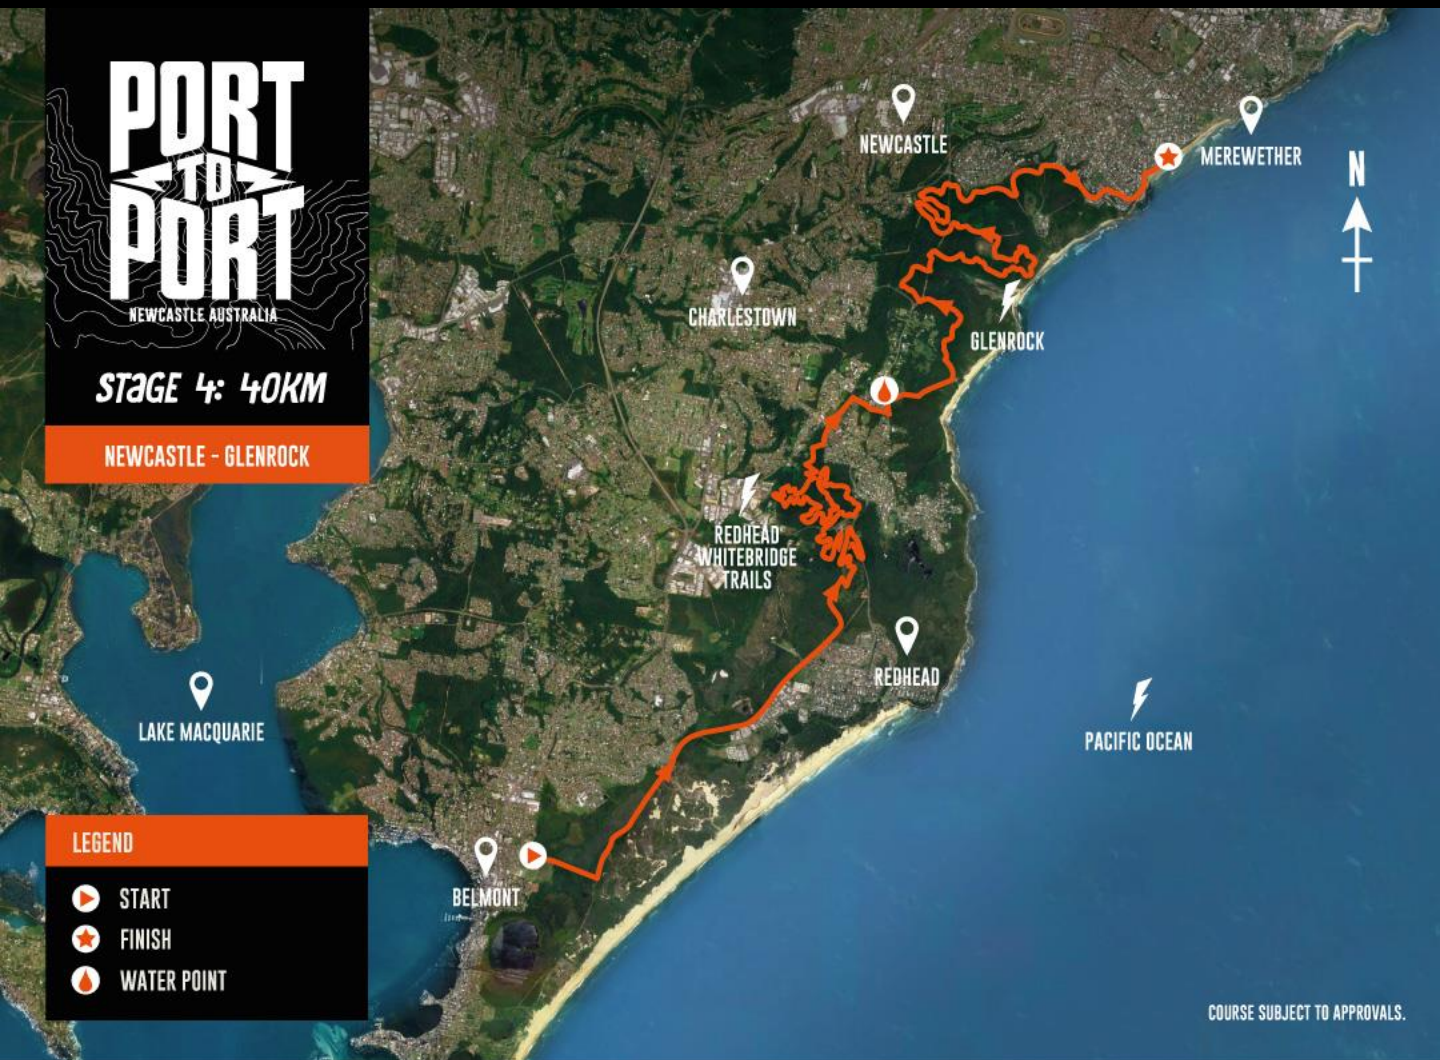 PORT
TO
PORT
NEWCASTLE AUSTRALIA
STAGE 4: 40KM
NEWCASTLE - GLENROCK
NEWCASTLE
MEREWETHER
N
CHARLESTOWN
GLENROCK
REDHEAD
WHITEBRIDGE
TRAILS
REDHEAD
LAKE MACQUARIE
PACIFIC OCEAN
BELMONT
LEGEND
START
FINISH
WATER POINT
COURSE SUBJECT TO APPROVALS.